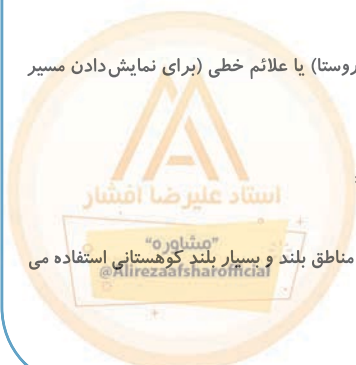 روستا) یا علائم خطی (برای نمایش دادن مسیر
استاد علیرضا افشار
"مشاوره"
@Alirezaafsharofficial
مناطق بلند و بسیار بلند کوهستانی استفاده می